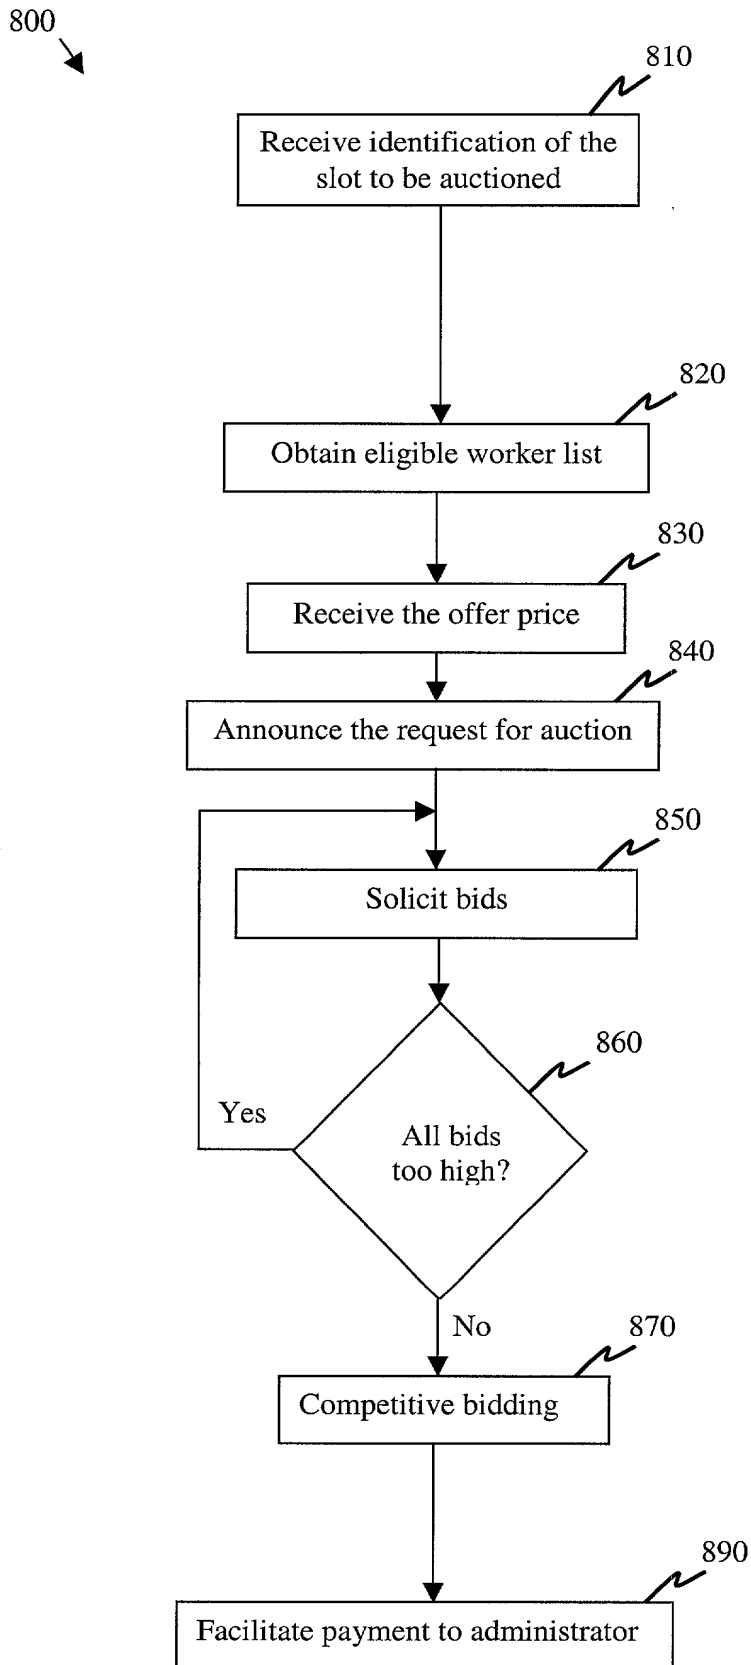 800
810
Receive identification of the
slot to be auctioned
820
Obtain eligible worker list
830
Receive the offer price
840
Announce the request for auction
850
Solicit bids
860
All bids
too high?
Yes
No
870
Competitive bidding
890
Facilitate payment to administrator